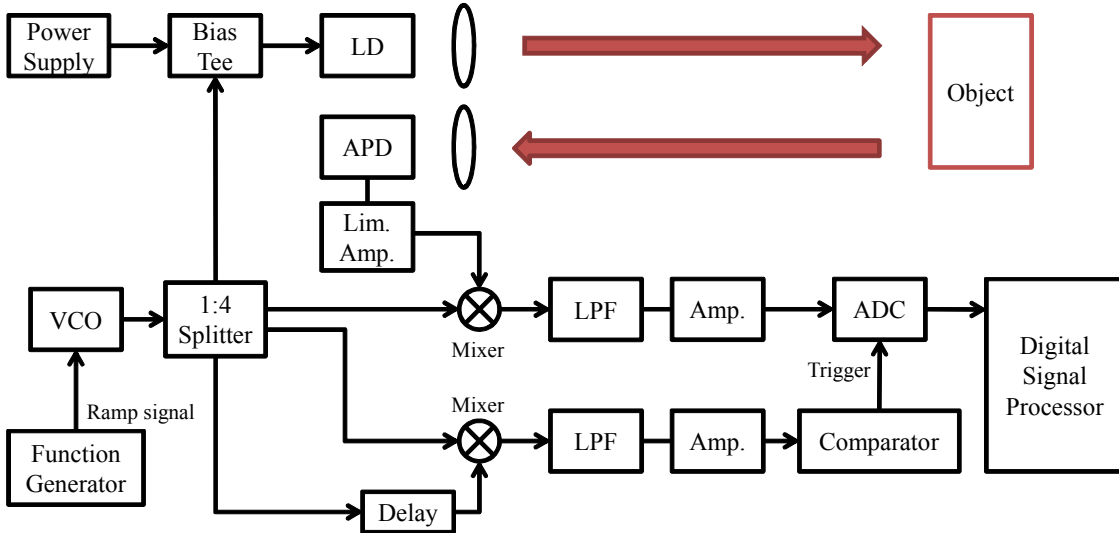 Power
Supply
Bias
Tee
LD
Object
APD
Lim.
Amp.
VCO
1:4
Splitter
Mixer
LPF
Amp.
ADC
Digital
Signal
Processor
Trigger
Ramp signal
Function
Generator
Mixer
LPF
Amp.
Comparator
Delay